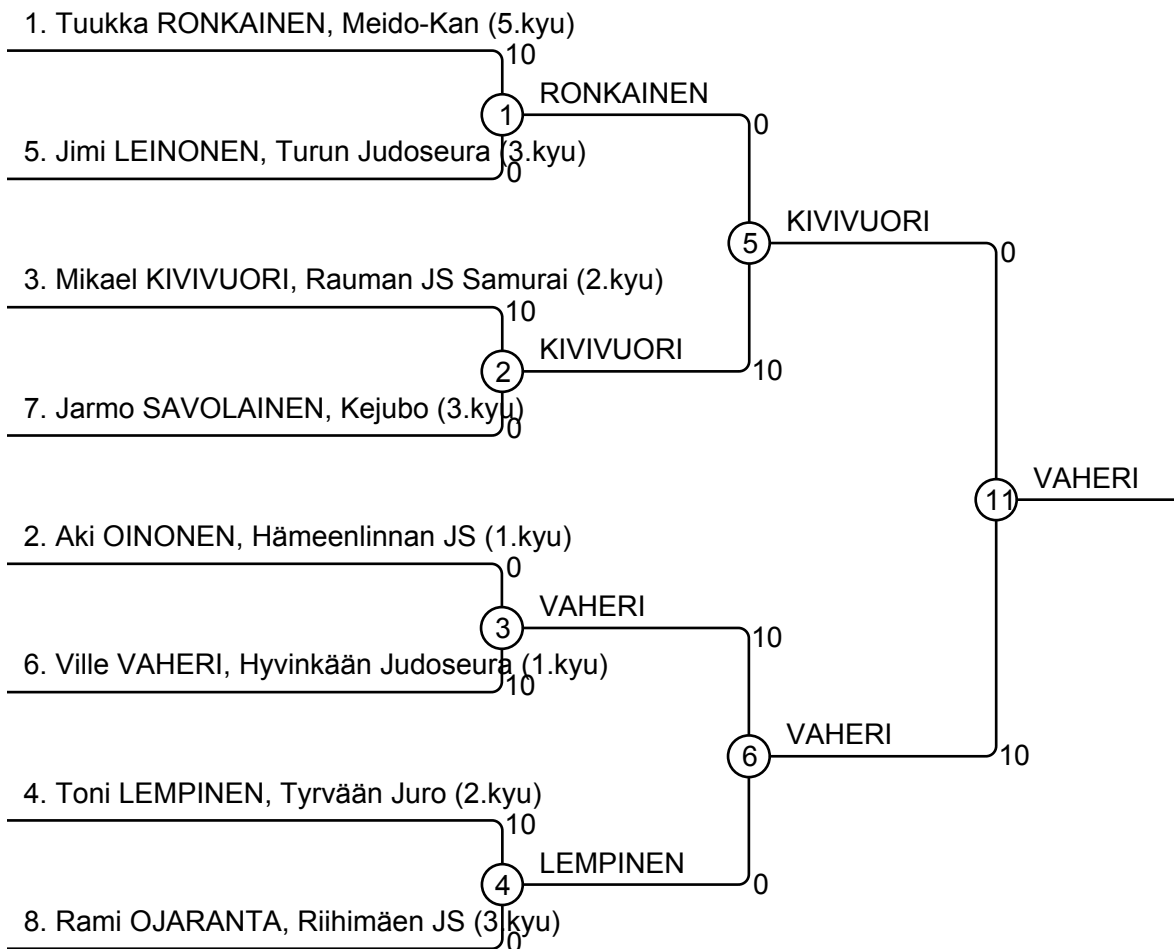 1. Tuukka RONKAINEN, Meido-Kan (5.kyu)
10
RONKAINEN
1
0
5. Jimi LEINONEN, Turun Judoseura (3.kyu)
0
KIVIVUORI
5
0
3. Mikael KIVIVUORI, Rauman JS Samurai (2.kyu)
10
KIVIVUORI
2
10
7. Jarmo SAVOLAINEN, Kejubo (3.kyu)
0
VAHERI
11
2. Aki OINONEN, Hämeenlinnan JS (1.kyu)
0
VAHERI
3
10
6. Ville VAHERI, Hyvinkään Judoseura (1.kyu)
10
VAHERI
6
10
4. Toni LEMPINEN, Tyrvään Juro (2.kyu)
10
LEMPINEN
4
0
8. Rami OJARANTA, Riihimäen JS (3.kyu)
0